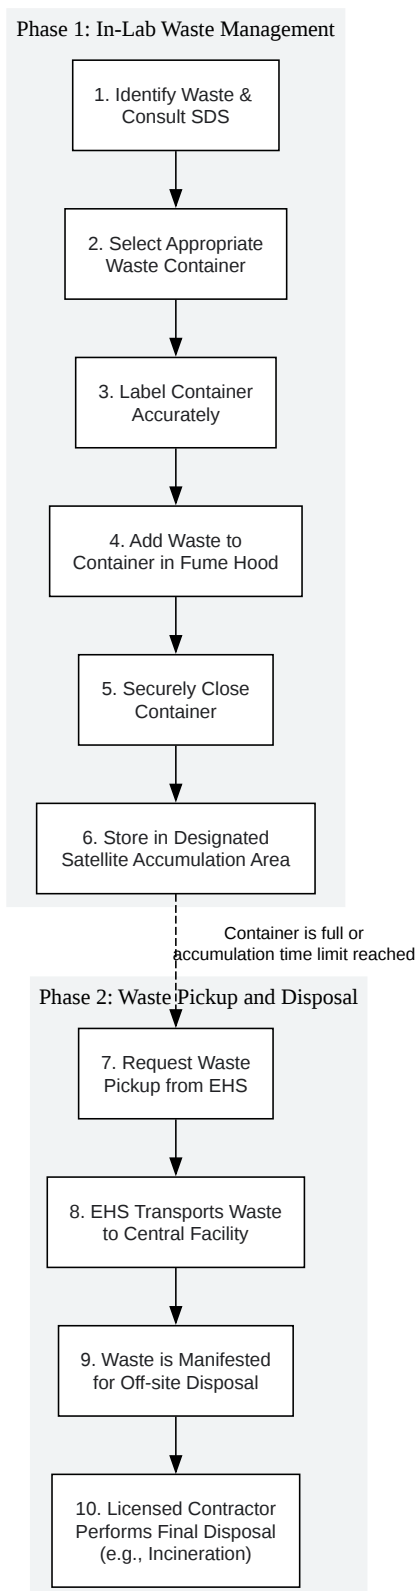 Phase 1: In-Lab Waste Management
1. Identify Waste &
Consult SDS
2. Select Appropriate
Waste Container
3. Label Container
Accurately
4. Add Waste to
Container in Fume Hood
5. Securely Close
Container
6. Store in Designated
Satellite Accumulation Area
Container is full or
accumulation time limit reached
Phase 2: Waste Pickup and Disposal
7. Request Waste
Pickup from EHS
8. EHS Transports Waste
to Central Facility
9. Waste is Manifested
for Off-site Disposal
10. Licensed Contractor
Performs Final Disposal
(e.g., Incineration)